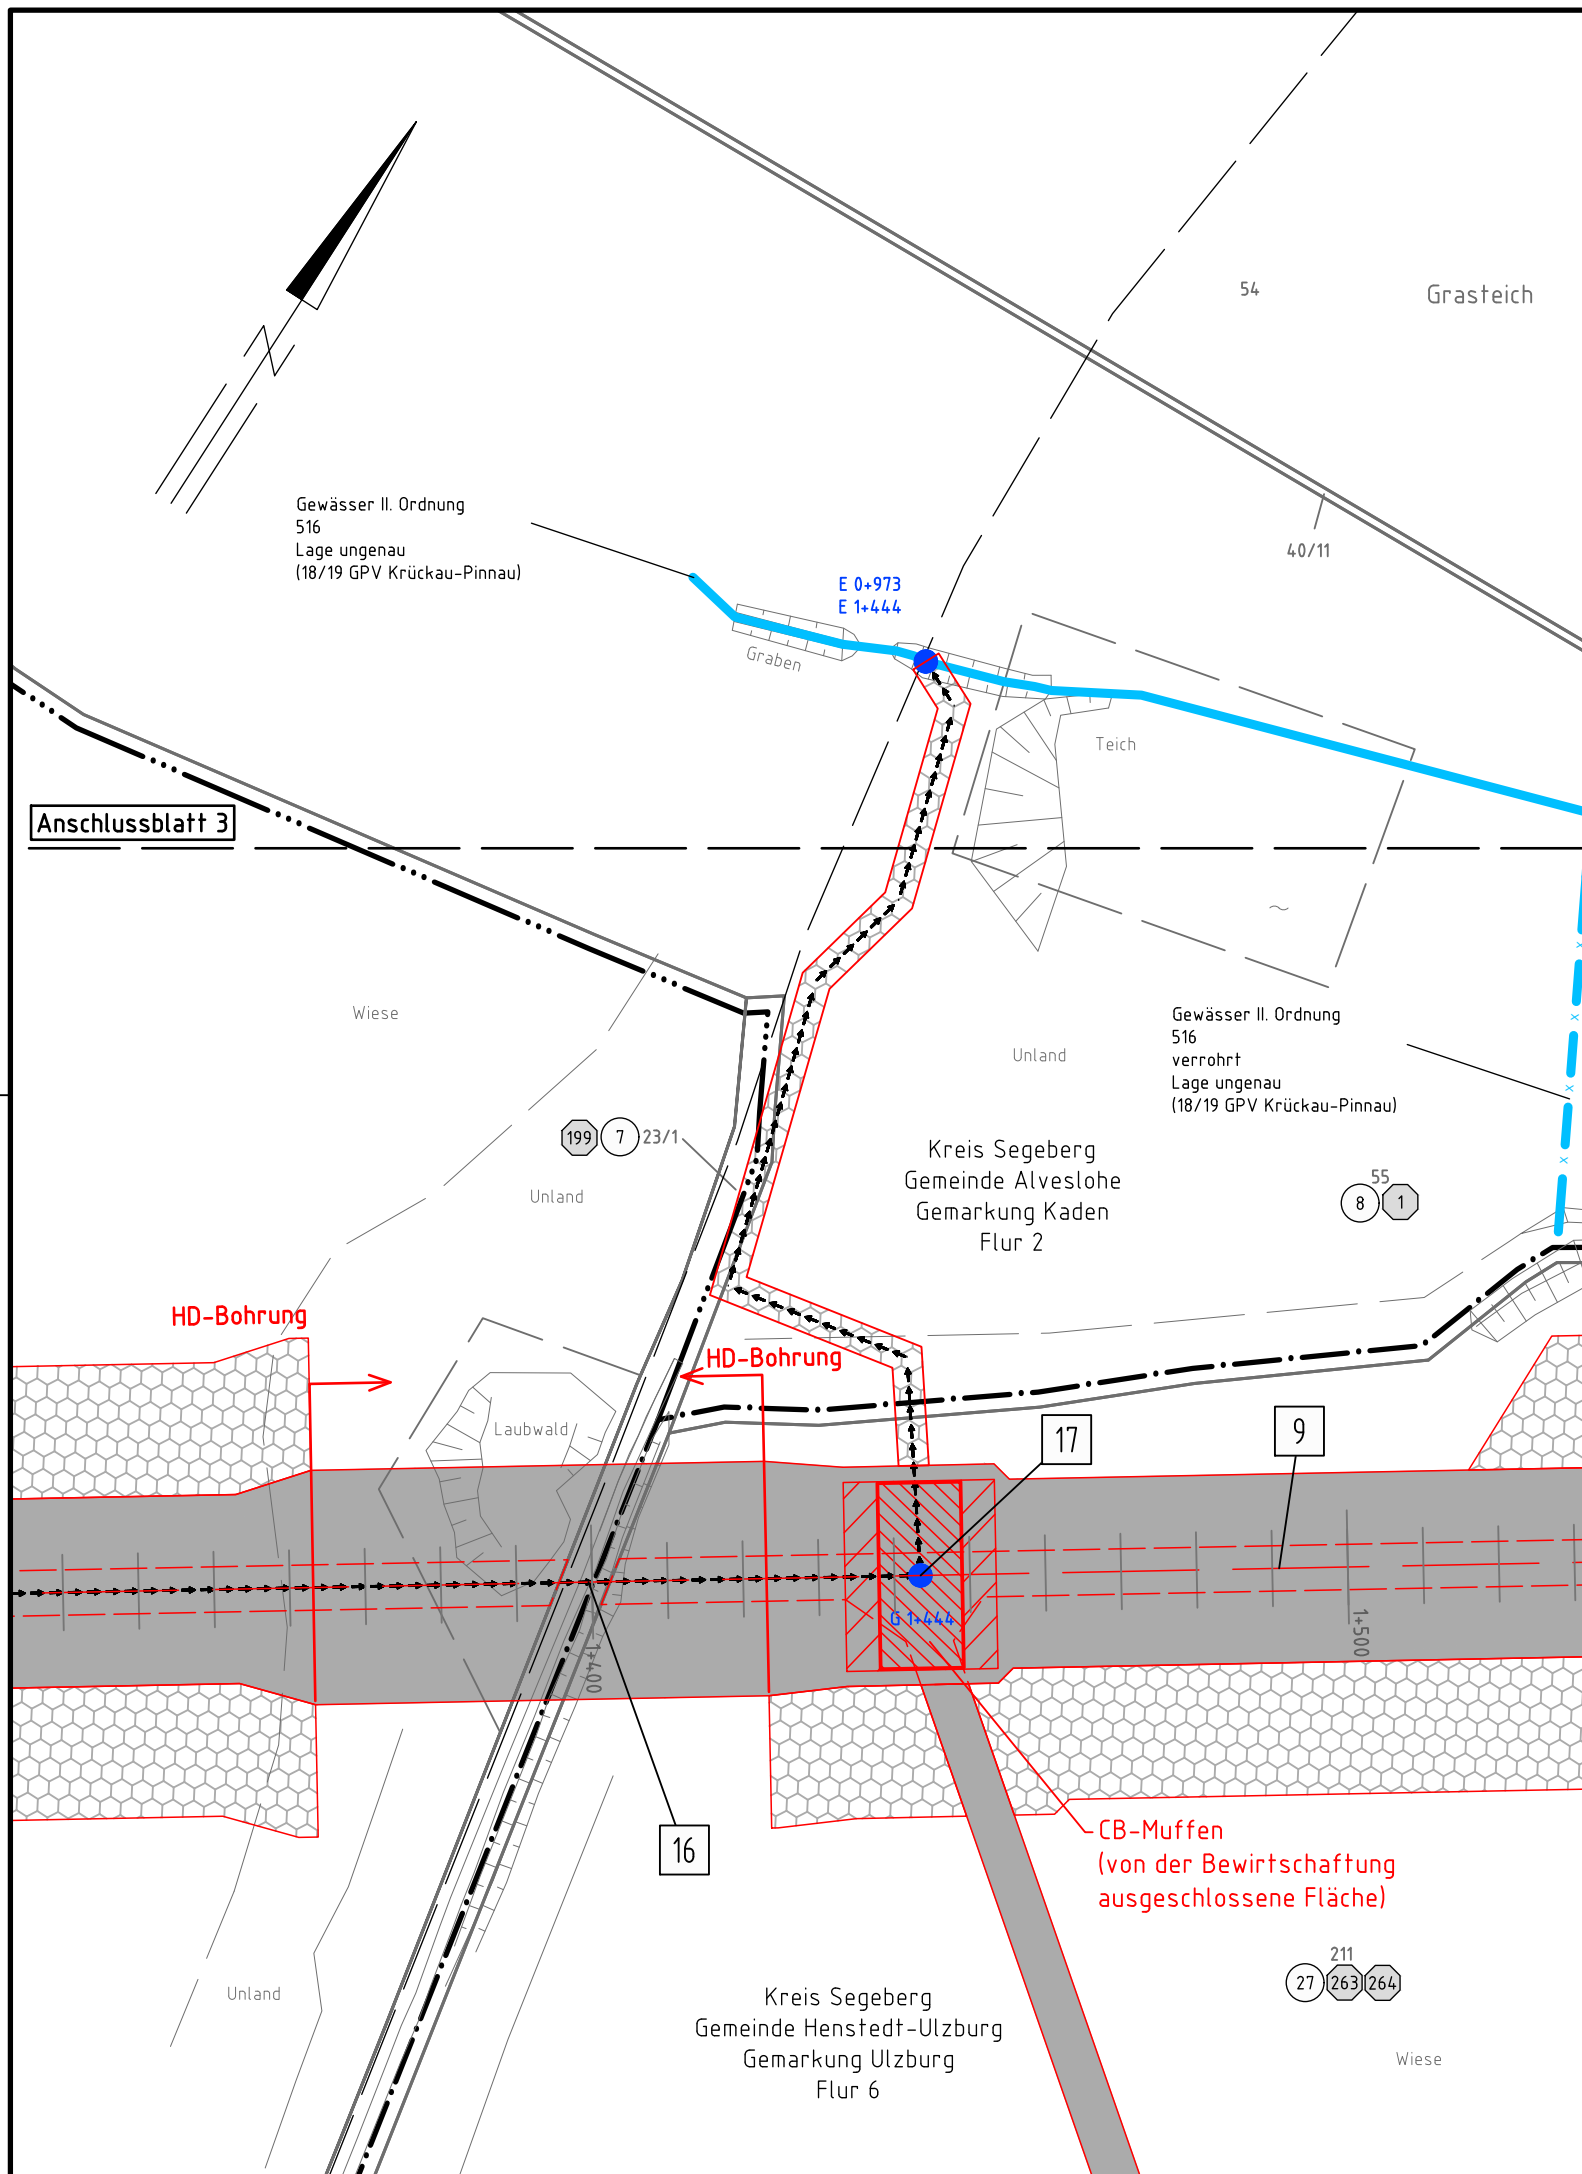 54
Grasteich
Gewässer II. Ordnung
516
Lage ungenau
(18/19 GPV Krückau-Pinnau)
40/11
E 0+973
E 1+444
Graben
Teich
Anschlussblatt 3
Wiese
Gewässer II. Ordnung
516
verrohrt
Lage ungenau
(18/19 GPV Krückau-Pinnau)
Unland
199 7 23/1
Kreis Segeberg
Gemeinde Alveslohe
Gemarkung Kaden
Flur 2
55
8 1
Unland
HD-Bohrung
HD-Bohrung
Laubwald
17
9
G 1+444
1+400
1+500
16
CB-Muffen
(von der Bewirtschaftung
ausgeschlossene Fläche)
211
27 263 264
Unland
Kreis Segeberg
Gemeinde Henstedt-Ulzburg
Gemarkung Ulzburg
Flur 6
Wiese